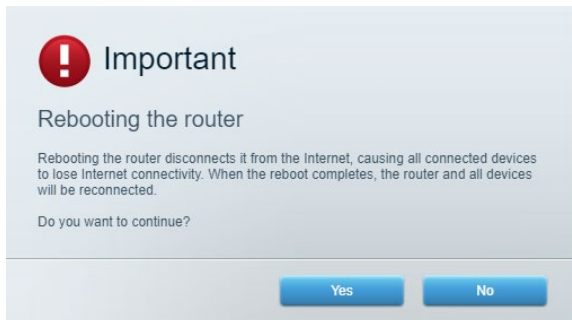 Important
Rebooting the router
Rebooting the router disconnects it from the Internet, causing all connected devices
to lose Internet connectivity. When the reboot completes, the router and all devices
will be reconnected.
Do you want to continue?
Yes No